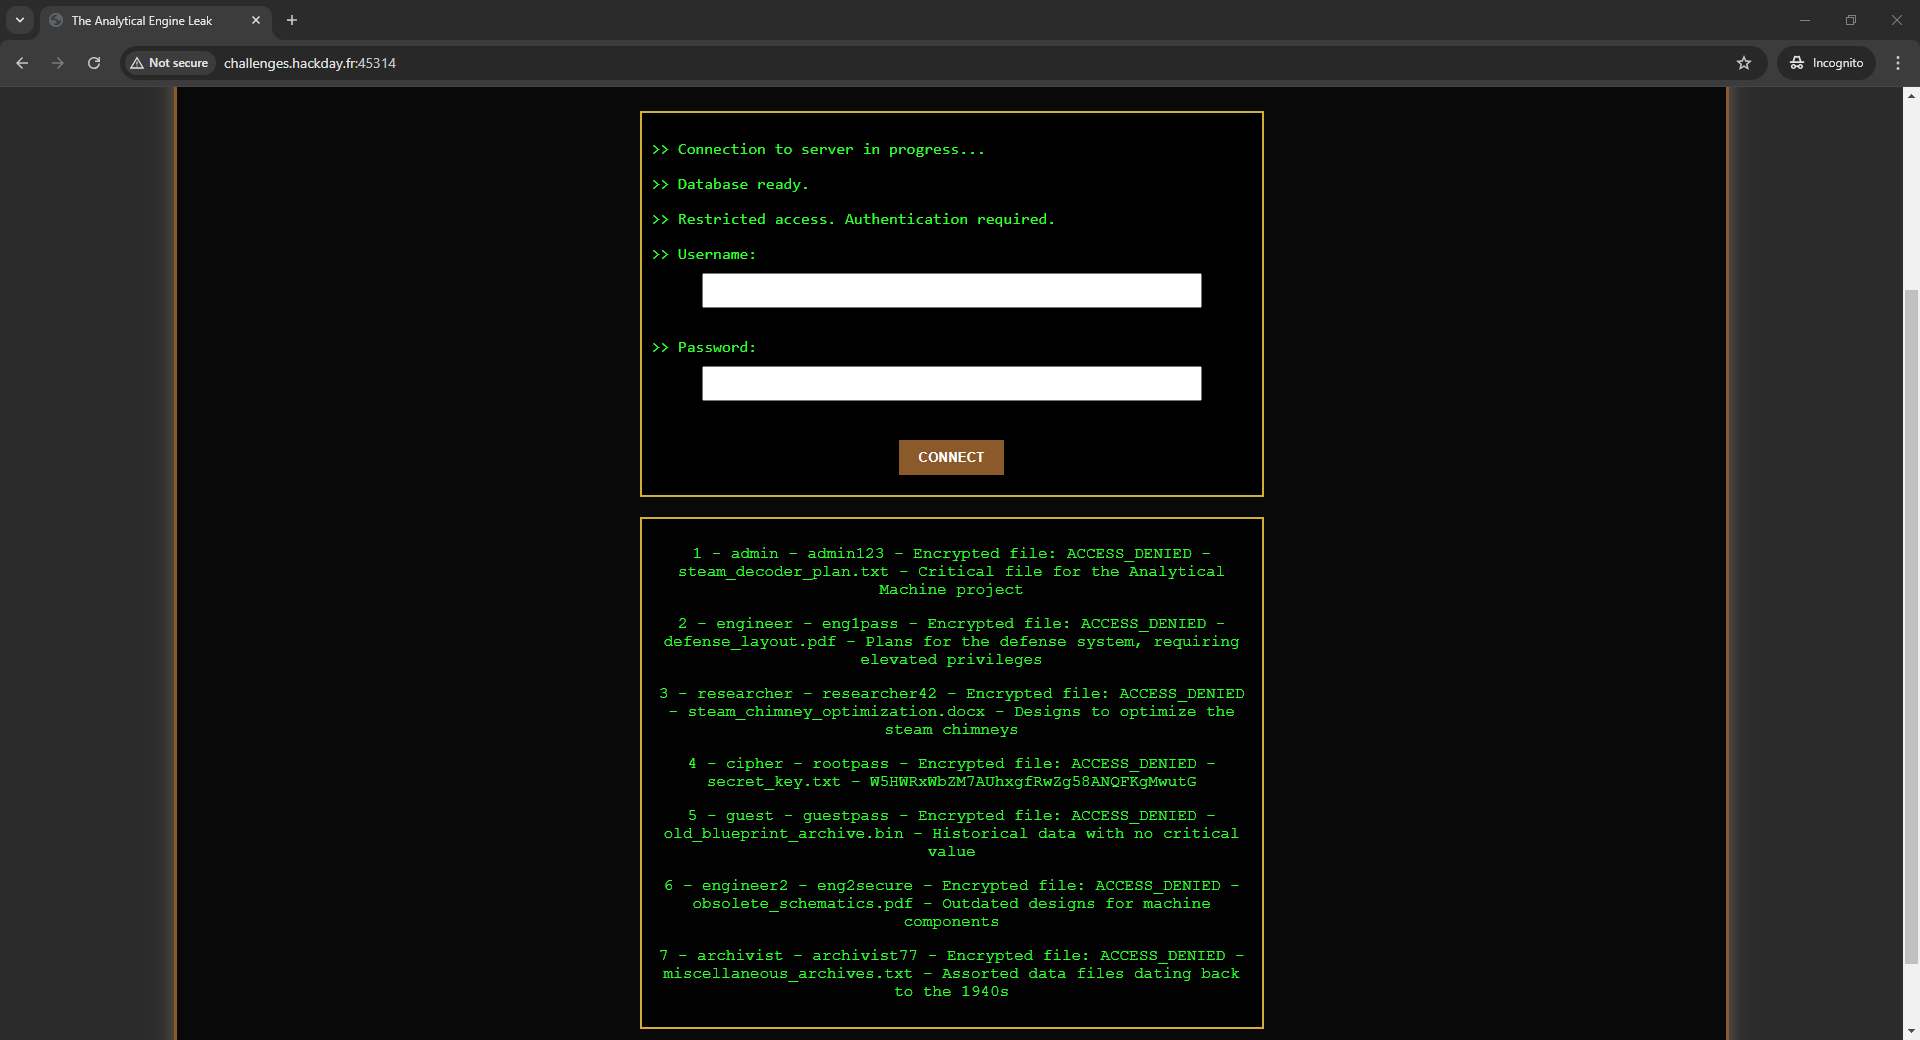 The Analytical Engine Leak
Not secure
challenges.hackday.fr:45314
Incognito
>> Connection to server in progress...
>> Database ready.
>> Restricted access. Authentication required.
>> Username:
>> Password:
CONNECT
1 - admin - admin123 - Encrypted file: ACCESS_DENIED -
steam_decoder_plan.txt - Critical file for the Analytical
Machine project
2 - engineer - eng1pass - Encrypted file: ACCESS_DENIED -
defense_layout.pdf - Plans for the defense system, requiring
elevated privileges
3 - researcher - researcher42 - Encrypted file: ACCESS_DENIED
- steam_chimney_optimization.docx - Designs to optimize the
steam chimneys
4 - cipher - rootpass - Encrypted file: ACCESS_DENIED -
secret_key.txt - W5HWRxWbZM7AUhxgfRwZg58ANQFKgMwutG
5 - guest - guestpass - Encrypted file: ACCESS_DENIED -
old_blueprint_archive.bin - Historical data with no critical
value
6 - engineer2 - eng2secure - Encrypted file: ACCESS_DENIED -
obsolete_schematics.pdf - Outdated designs for machine
components
7 - archivist - archivist77 - Encrypted file: ACCESS_DENIED -
miscellaneous_archives.txt - Assorted data files dating back
to the 1940s